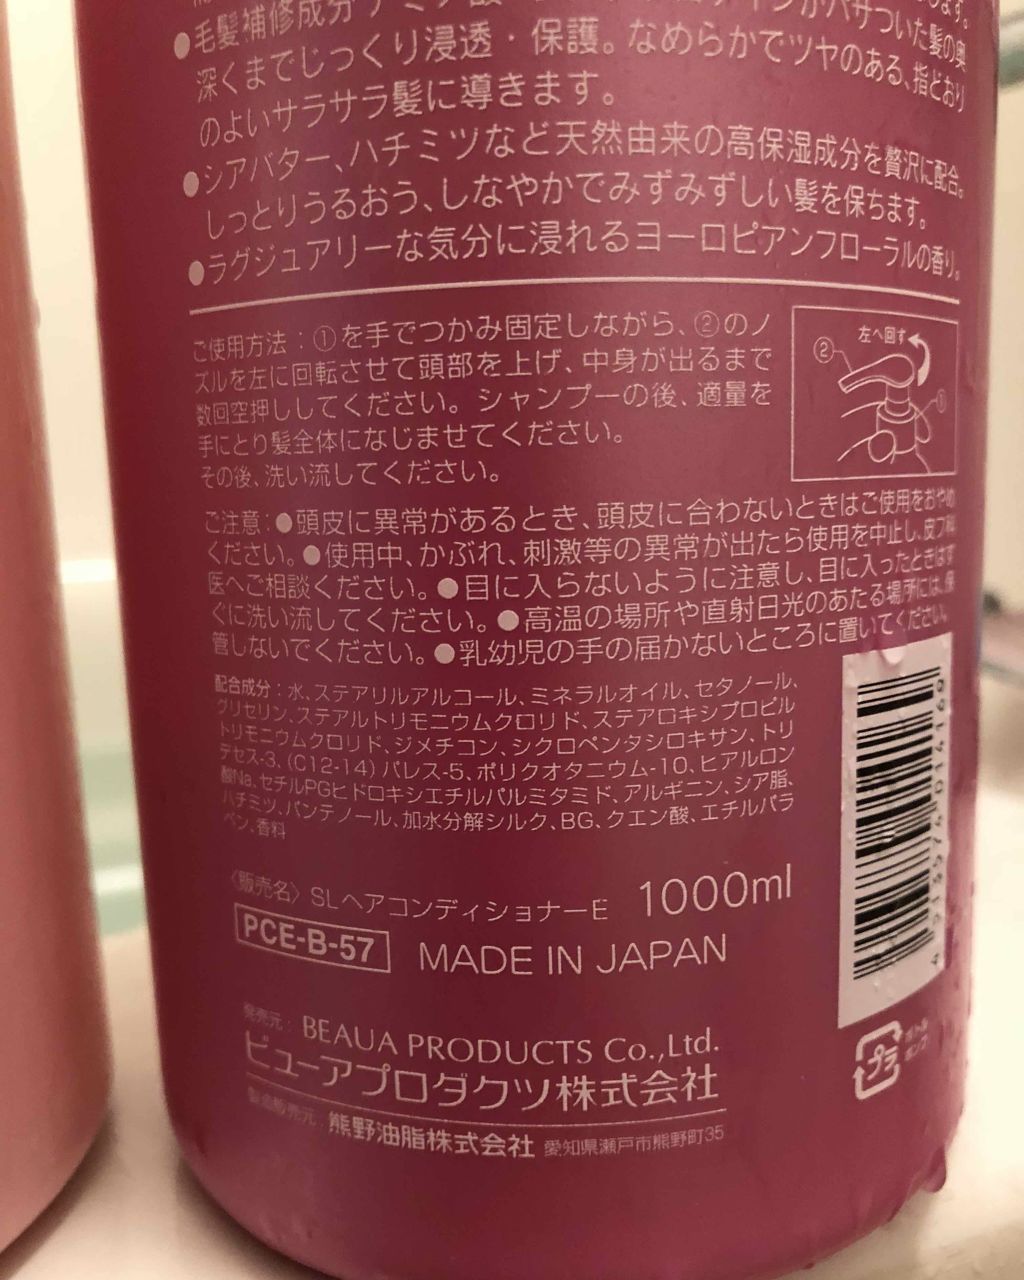 ●毛髪補修成分アミノ酸
がパサついた髪の奥
深くまでじっくり浸透・保護。なめらかでツヤのある、指どおり
のよいサラサラ髪に導きます。
●シアバター、ハチミツなど天然由来の高保湿成分を贅沢に配合。
しっとりうるおう、しなやかでみずみずしい髪を保ちます。
●ラグジュアリーな気分に浸れるヨーロピアンフローラルの香り。
ご使用方法：①を手でつかみ固定しながら、②のノ
ズルを左に回転させて頭部を上げ、中身が出るまで
数回空押ししてください。シャンプーの後、適量を
手にとり髪全体になじませてください。
その後、洗い流してください。
左へ回す
②
①
ご注意：●頭皮に異常があるとき、頭皮に合わないときはご使用をおやめ
ください。●使用中、かぶれ、刺激等の異常が出たら使用を中止し、皮フ科
医へご相談ください。●目に入らないように注意し、目に入ったときはす
ぐに洗い流してください。●高温の場所や直射日光のあたる場所には、保
管しないでください。●乳幼児の手の届かないところに置いてください。
配合成分：水、ステアリルアルコール、ミネラルオイル、セタノール、
グリセリン、ステアルトリモニウムクロリド、ステアロキシプロピル
トリモニウムクロリド、ジメチコン、シクロペンタシロキサン、トリ
デセス-3、(C12-14)パレス-5、ポリクオタニウム-10、ヒアルロン
酸Na、セチルPGヒドロキシエチルパルミタミド、アルギニン、シア脂、
ハチミツ、パンテノール、加水分解シルク、BG、クエン酸、エチルパラ
ベン、香料
〈販売名〉SLヘアコンディショナーE 1000ml
PCE-B-57 MADE IN JAPAN
発売元：BEAUA PRODUCTS Co.,Ltd.
ビューアプロダクツ株式会社
製造販売元：熊野油脂株式会社 愛知県瀬戸市熊野町35
プラ
ボトル
ポンプ